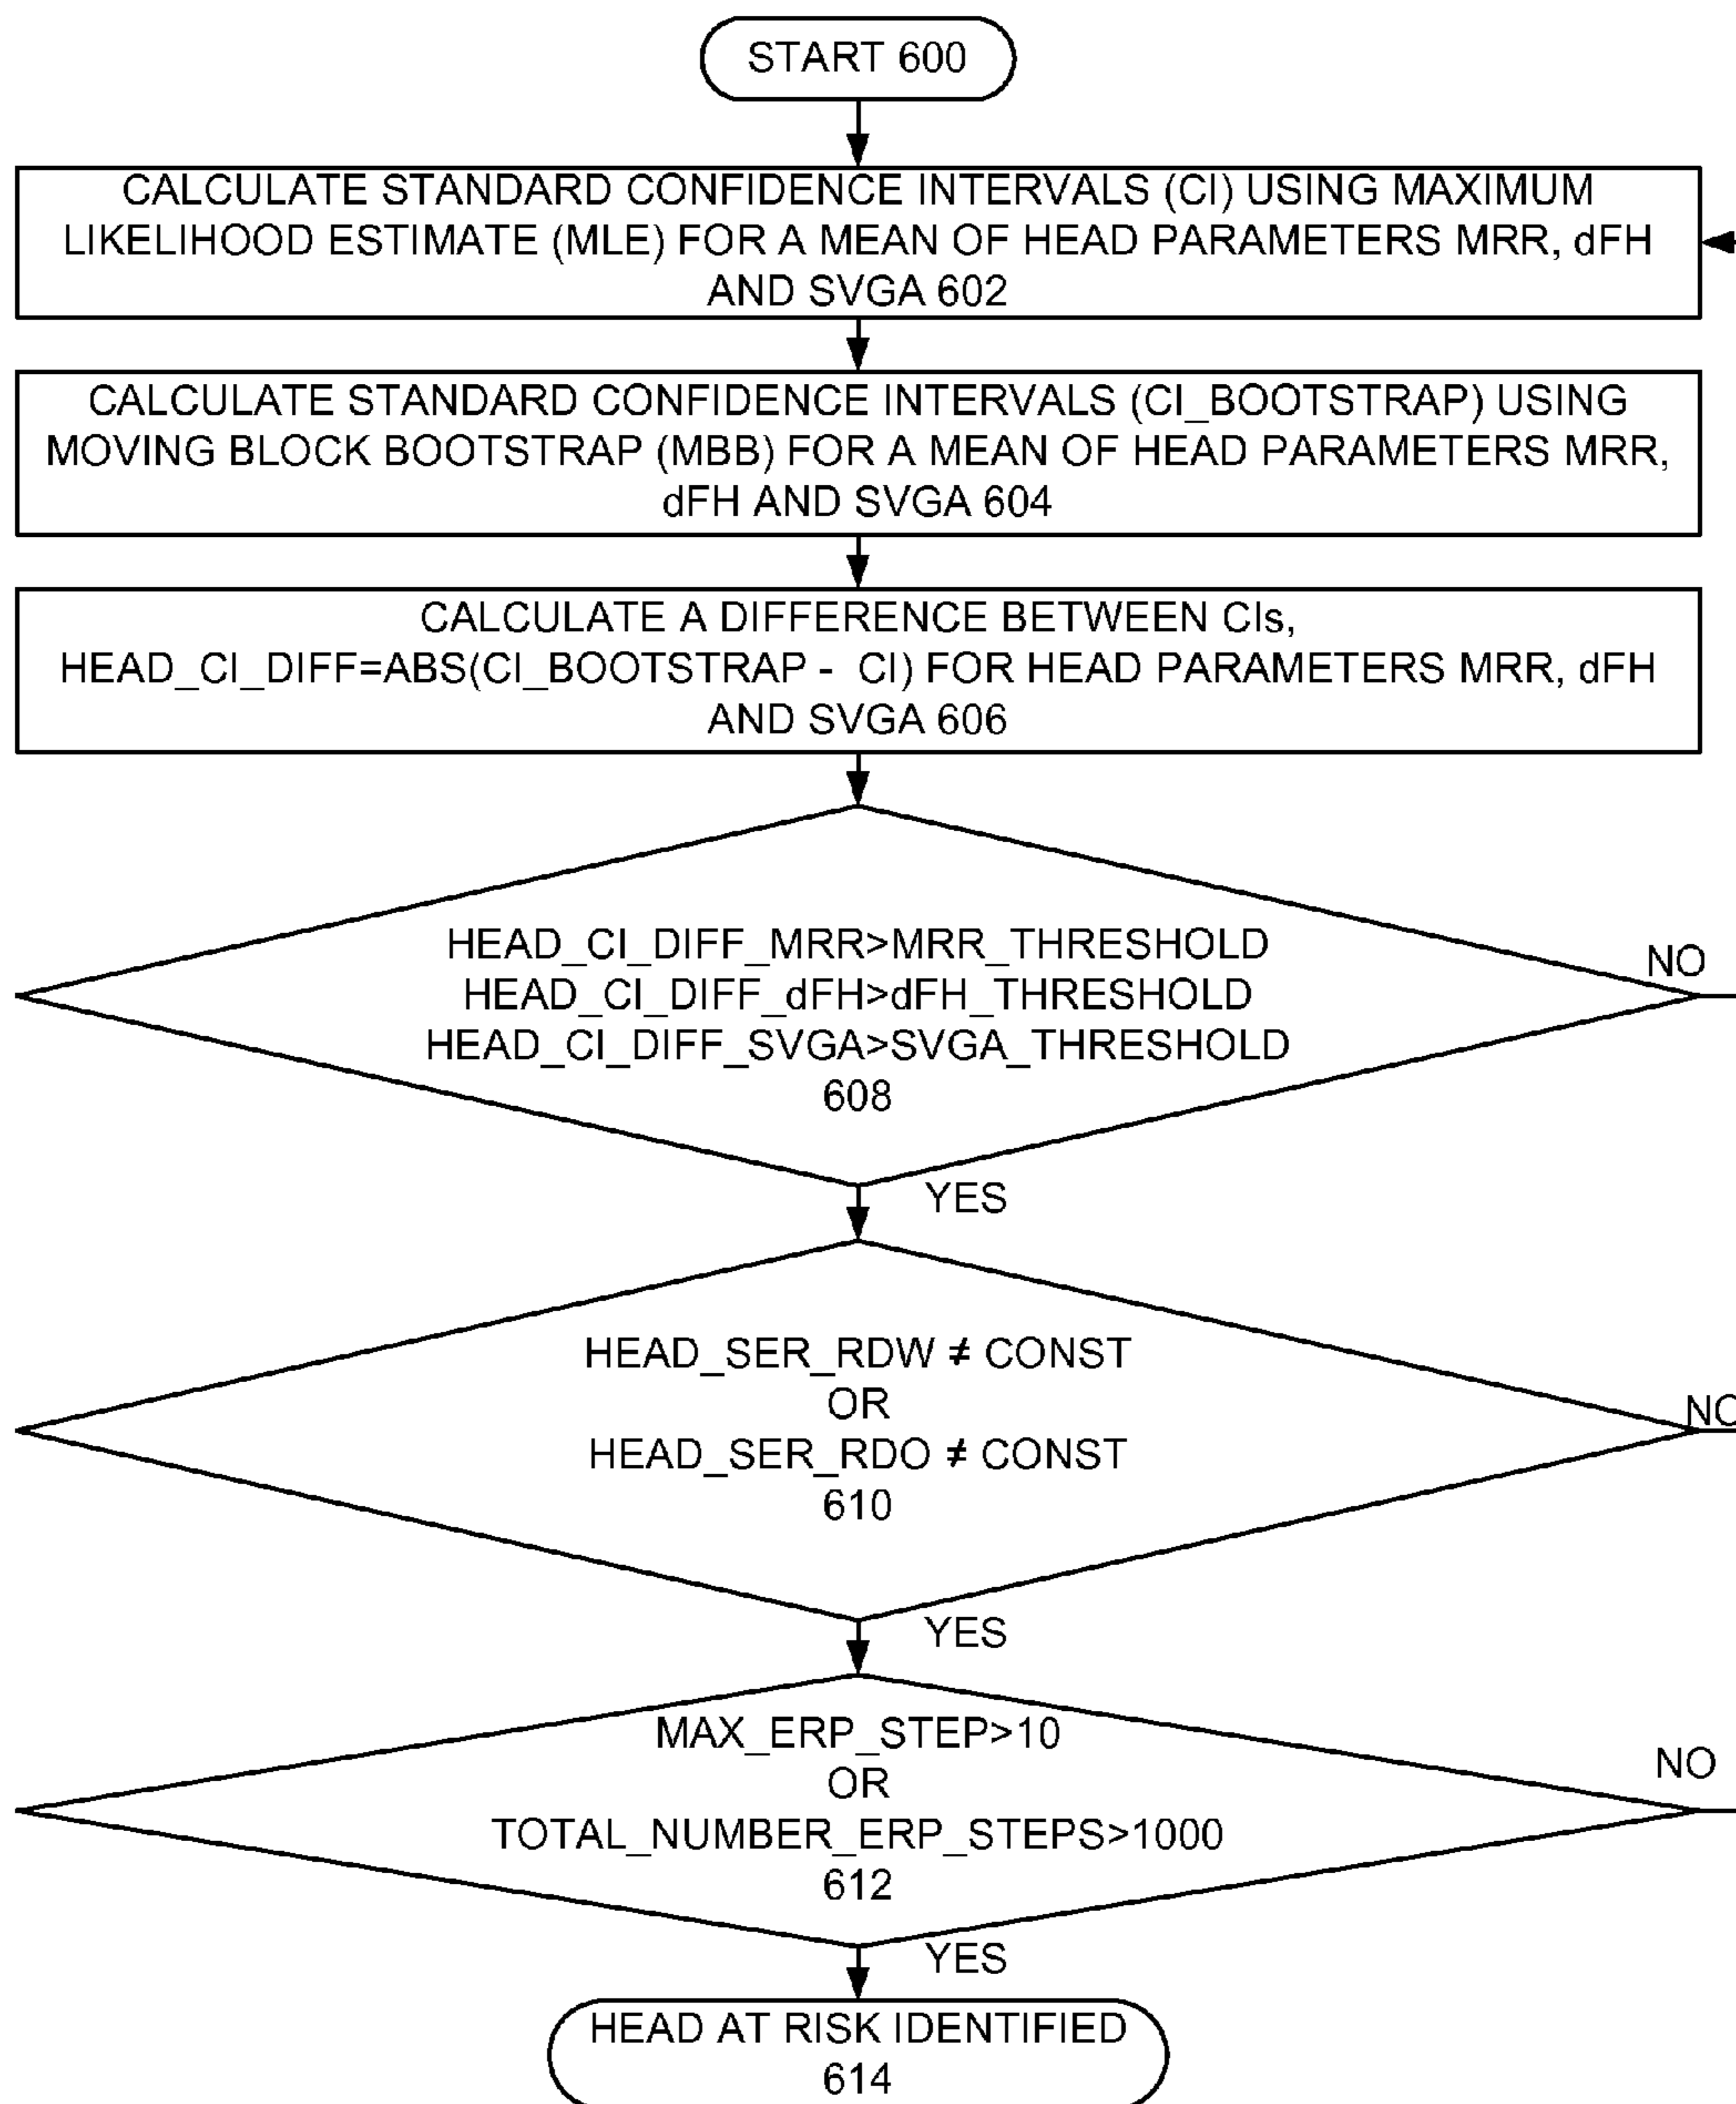 START 600
CALCULATE STANDARD CONFIDENCE INTERVALS (CI) USING MAXIMUM
LIKELIHOOD ESTIMATE (MLE) FOR A MEAN OF HEAD PARAMETERS MRR, dFH
AND SVGA 602
CALCULATE STANDARD CONFIDENCE INTERVALS (CI_BOOTSTRAP) USING
MOVING BLOCK BOOTSTRAP (MBB) FOR A MEAN OF HEAD PARAMETERS MRR,
dFH AND SVGA 604
CALCULATE A DIFFERENCE BETWEEN CIs,
HEAD_CI_DIFF=ABS(CI_BOOTSTRAP - CI) FOR HEAD PARAMETERS MRR, dFH
AND SVGA 606
HEAD_CI_DIFF_MRR>MRR_THRESHOLD
HEAD_CI_DIFF_dFH>dFH_THRESHOLD
HEAD_CI_DIFF_SVGA>SVGA_THRESHOLD
608
NO
YES
HEAD_SER_RDW ≠ CONST
OR
HEAD_SER_RDO ≠ CONST
610
NO
YES
MAX_ERP_STEP>10
OR
TOTAL_NUMBER_ERP_STEPS>1000
612
NO
YES
HEAD AT RISK IDENTIFIED
614